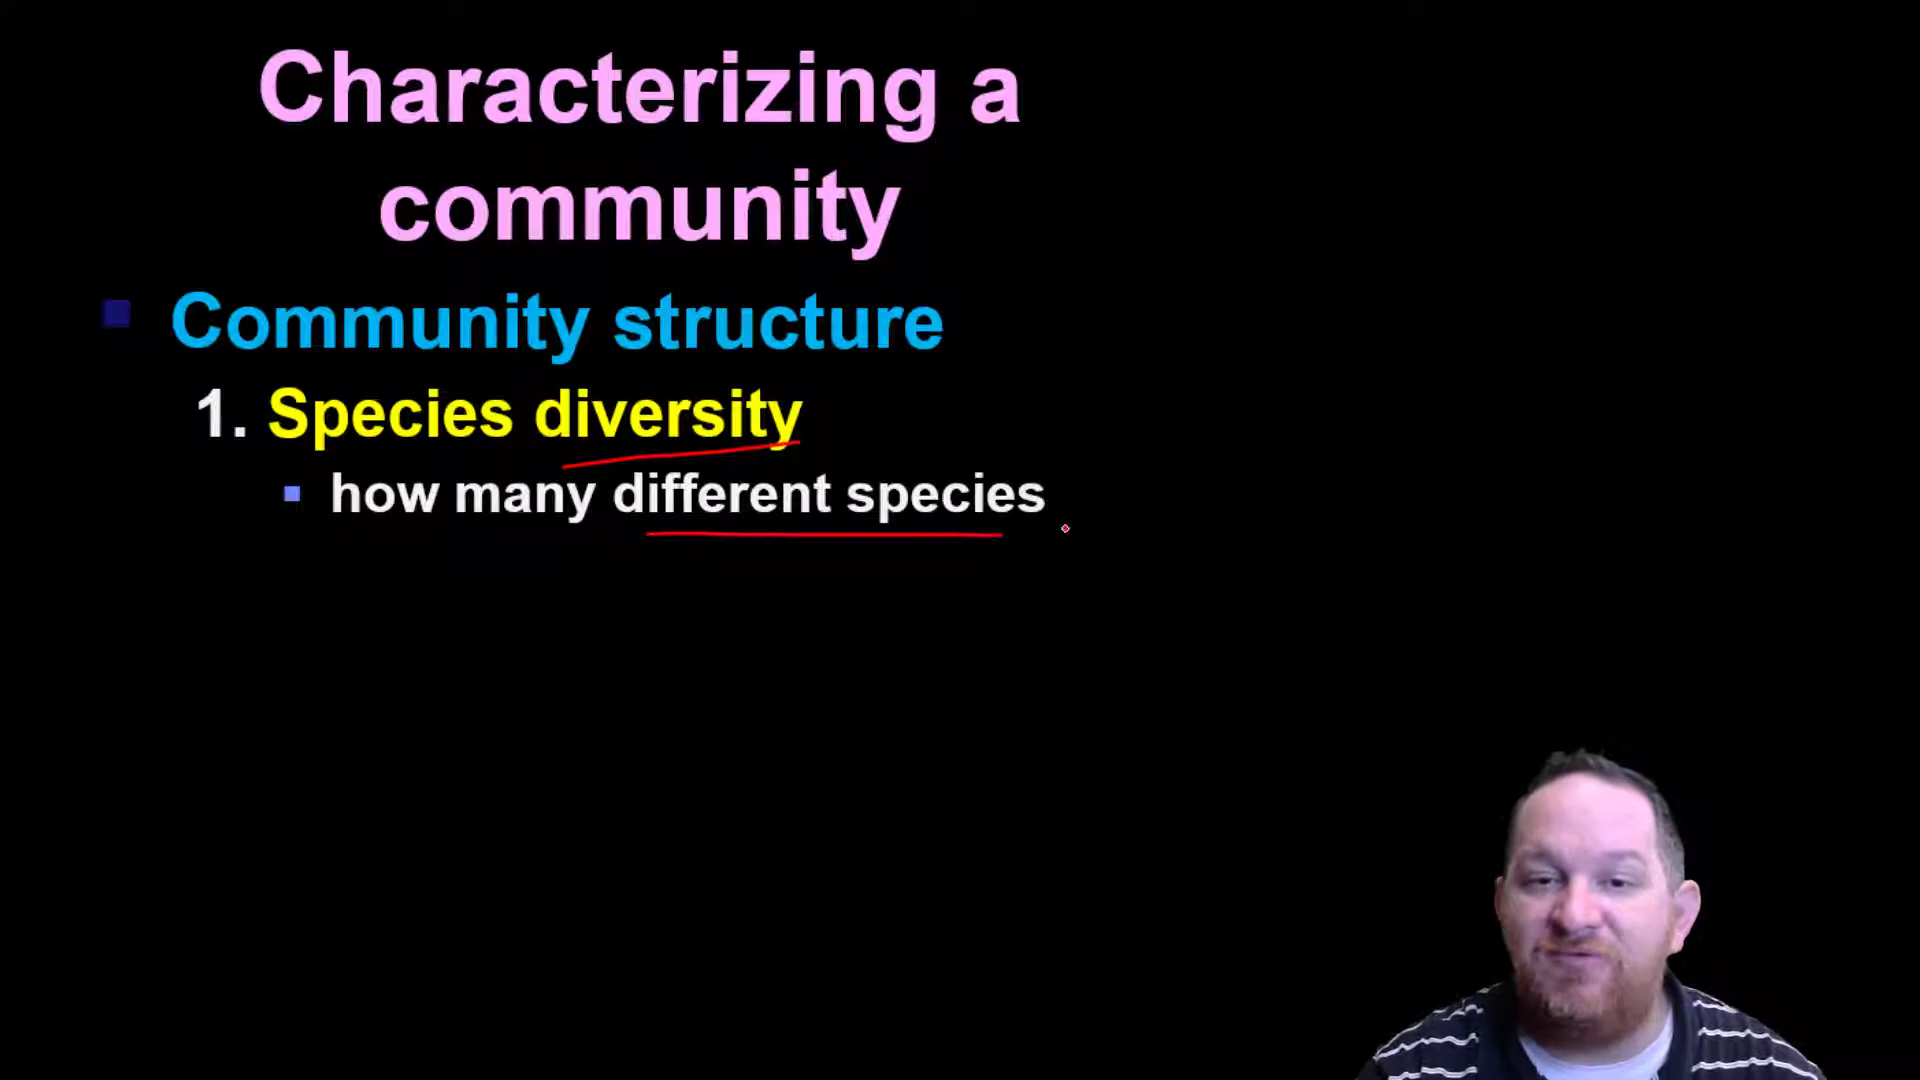 Characterizing a
community
Community structure
1. Species diversity
how many different species